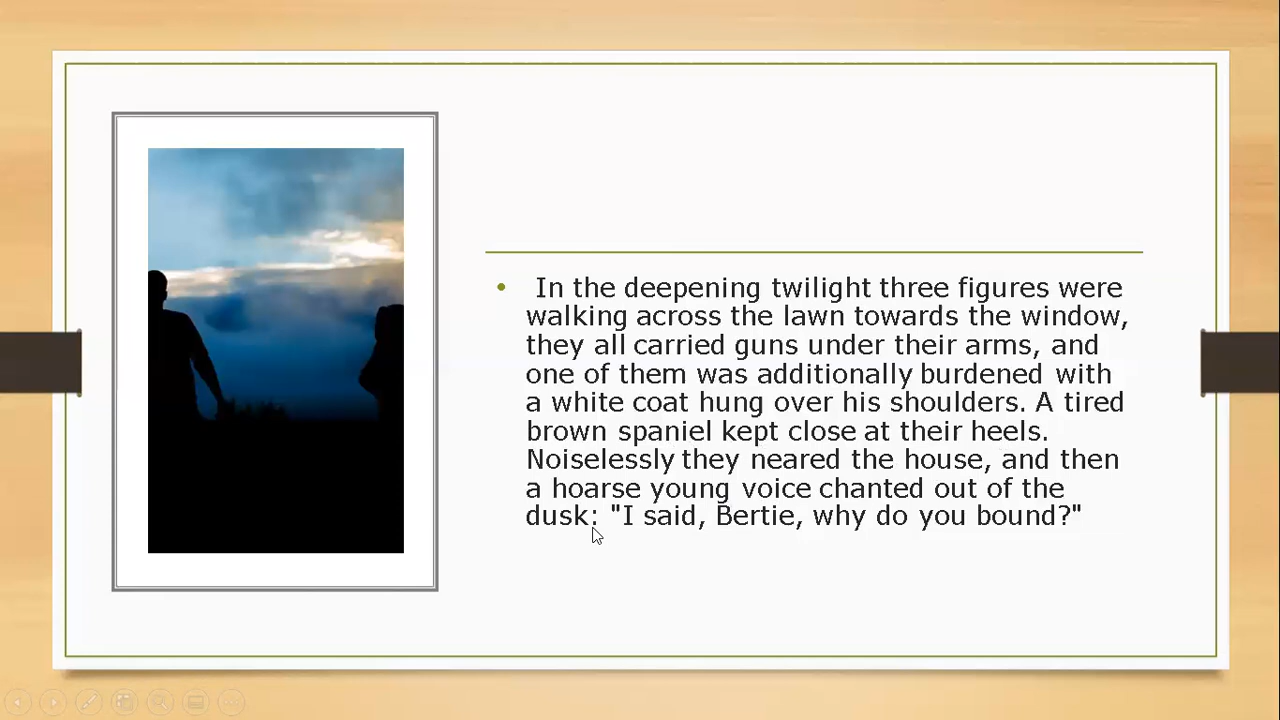 • In the deepening twilight three figures were
walking across the lawn towards the window,
they all carried guns under their arms, and
one of them was additionally burdened with
a white coat hung over his shoulders. A tired
brown spaniel kept close at their heels.
Noiselessly they neared the house, and then
a hoarse young voice chanted out of the
dusk: "I said, Bertie, why do you bound?"